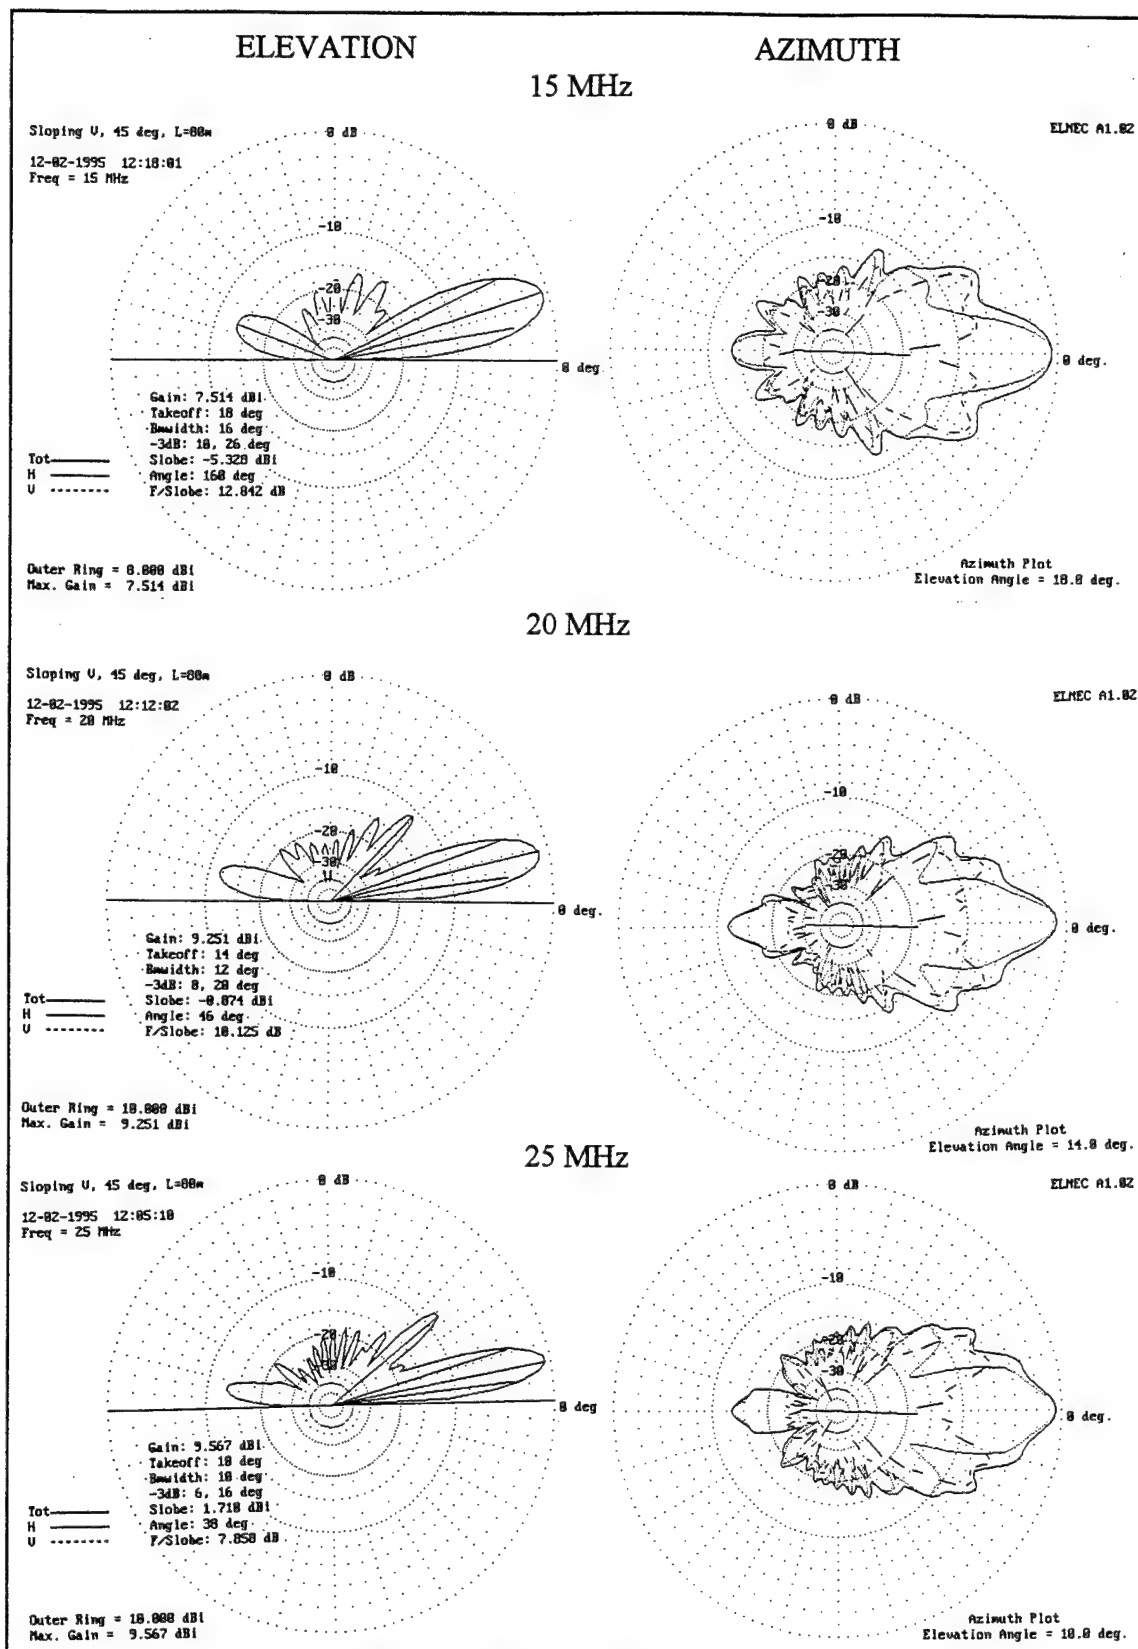 ELEVATION
AZIMUTH
15 MHz
Sloping V, 45 deg, L=80m
12-02-1995 12:18:01
Freq = 15 MHz
0 dB
-10
-20
-30
0 deg.
Gain: 7.514 dBi
Takeoff: 18 deg
Bmwidth: 16 deg
-3dB: 10, 26 deg
Slobe: -5.328 dBi
Angle: 160 deg
F/Slobe: 12.842 dB
Tot
H
V
Outer Ring = 8.000 dBi
Max. Gain = 7.514 dBi
0 dB
ELNEC A1.02
-10
-20
-30
0 deg.
Azimuth Plot
Elevation Angle = 18.0 deg.
20 MHz
Sloping V, 45 deg, L=80m
12-02-1995 12:12:02
Freq = 20 MHz
0 dB
-10
-20
-30
0 deg.
Gain: 9.251 dBi
Takeoff: 14 deg
Bmwidth: 12 deg
-3dB: 8, 20 deg
Slobe: -0.874 dBi
Angle: 46 deg
F/Slobe: 10.125 dB
Tot
H
V
Outer Ring = 10.000 dBi
Max. Gain = 9.251 dBi
0 dB
ELNEC A1.02
-10
-20
-30
0 deg.
Azimuth Plot
Elevation Angle = 14.0 deg.
25 MHz
Sloping V, 45 deg, L=80m
12-02-1995 12:05:10
Freq = 25 MHz
0 dB
-10
-20
-30
0 deg
Gain: 9.567 dBi
Takeoff: 10 deg
Bmwidth: 10 deg
-3dB: 6, 16 deg
Slobe: 1.718 dBi
Angle: 38 deg
F/Slobe: 7.850 dB
Tot
H
V
Outer Ring = 10.000 dBi
Max. Gain = 9.567 dBi
0 dB
ELNEC A1.02
-10
-20
-30
0 deg.
Azimuth Plot
Elevation Angle = 10.0 deg.